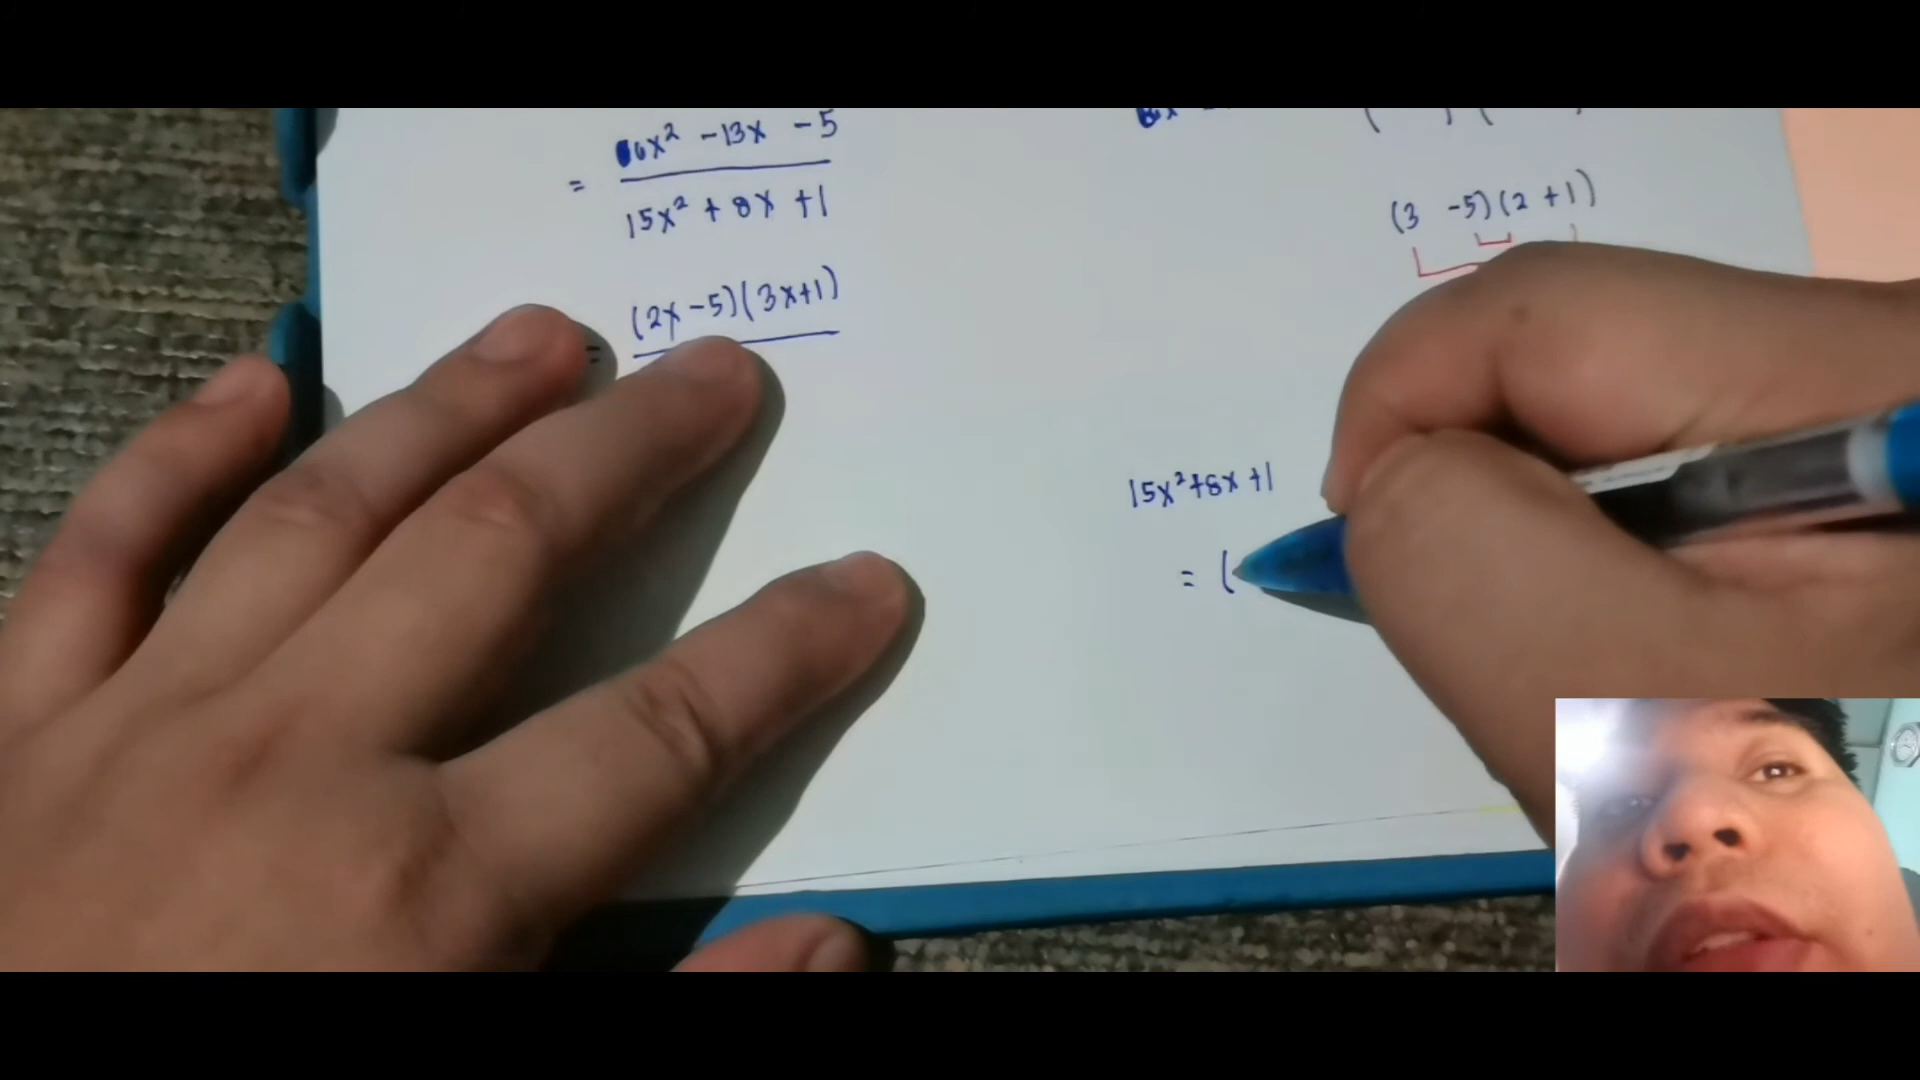 6x² -13x -5
= ─────
15x² + 8x +1
(2x -5)(3x+1)
=
(3 -5)(2 +1)
15x²+8x +1
= (